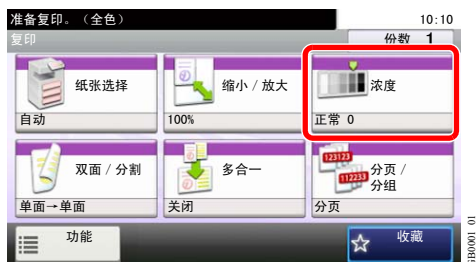 准备复印。（全色）
10:10
复印
份数 1
纸张选择
自动
缩小 / 放大
100%
浓度
正常 0
双面 / 分割
单面→单面
多合一
关闭
123123
112233
分页 /
分组
分页
功能
收藏